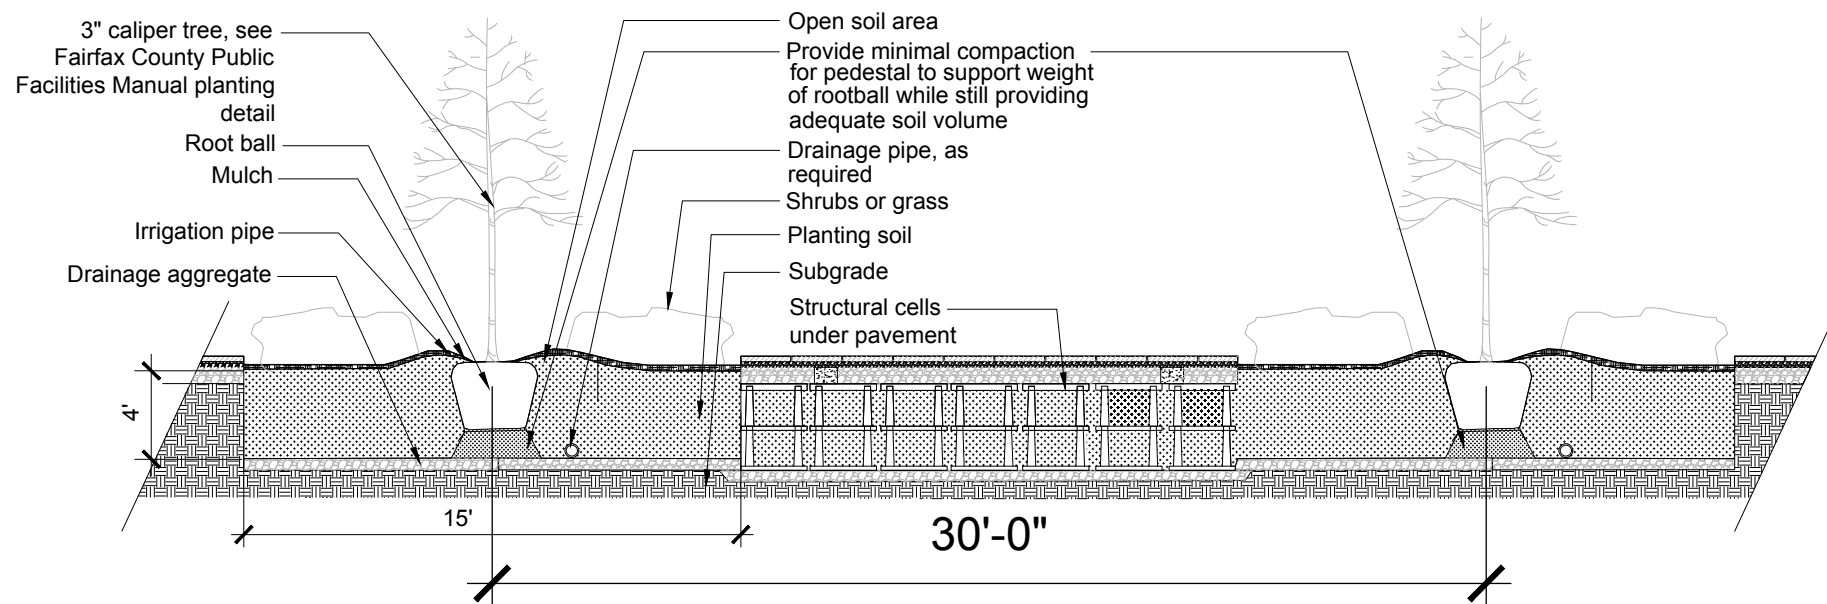 3" caliper tree, see
Fairfax County Public
Facilities Manual planting
detail
Root ball
Mulch
Irrigation pipe
Drainage aggregate
Open soil area
Provide minimal compaction
for pedestal to support weight
of rootball while still providing
adequate soil volume
Drainage pipe, as
required
Shrubs or grass
Planting soil
Subgrade
Structural cells
under pavement
4'
15'
30'-0"